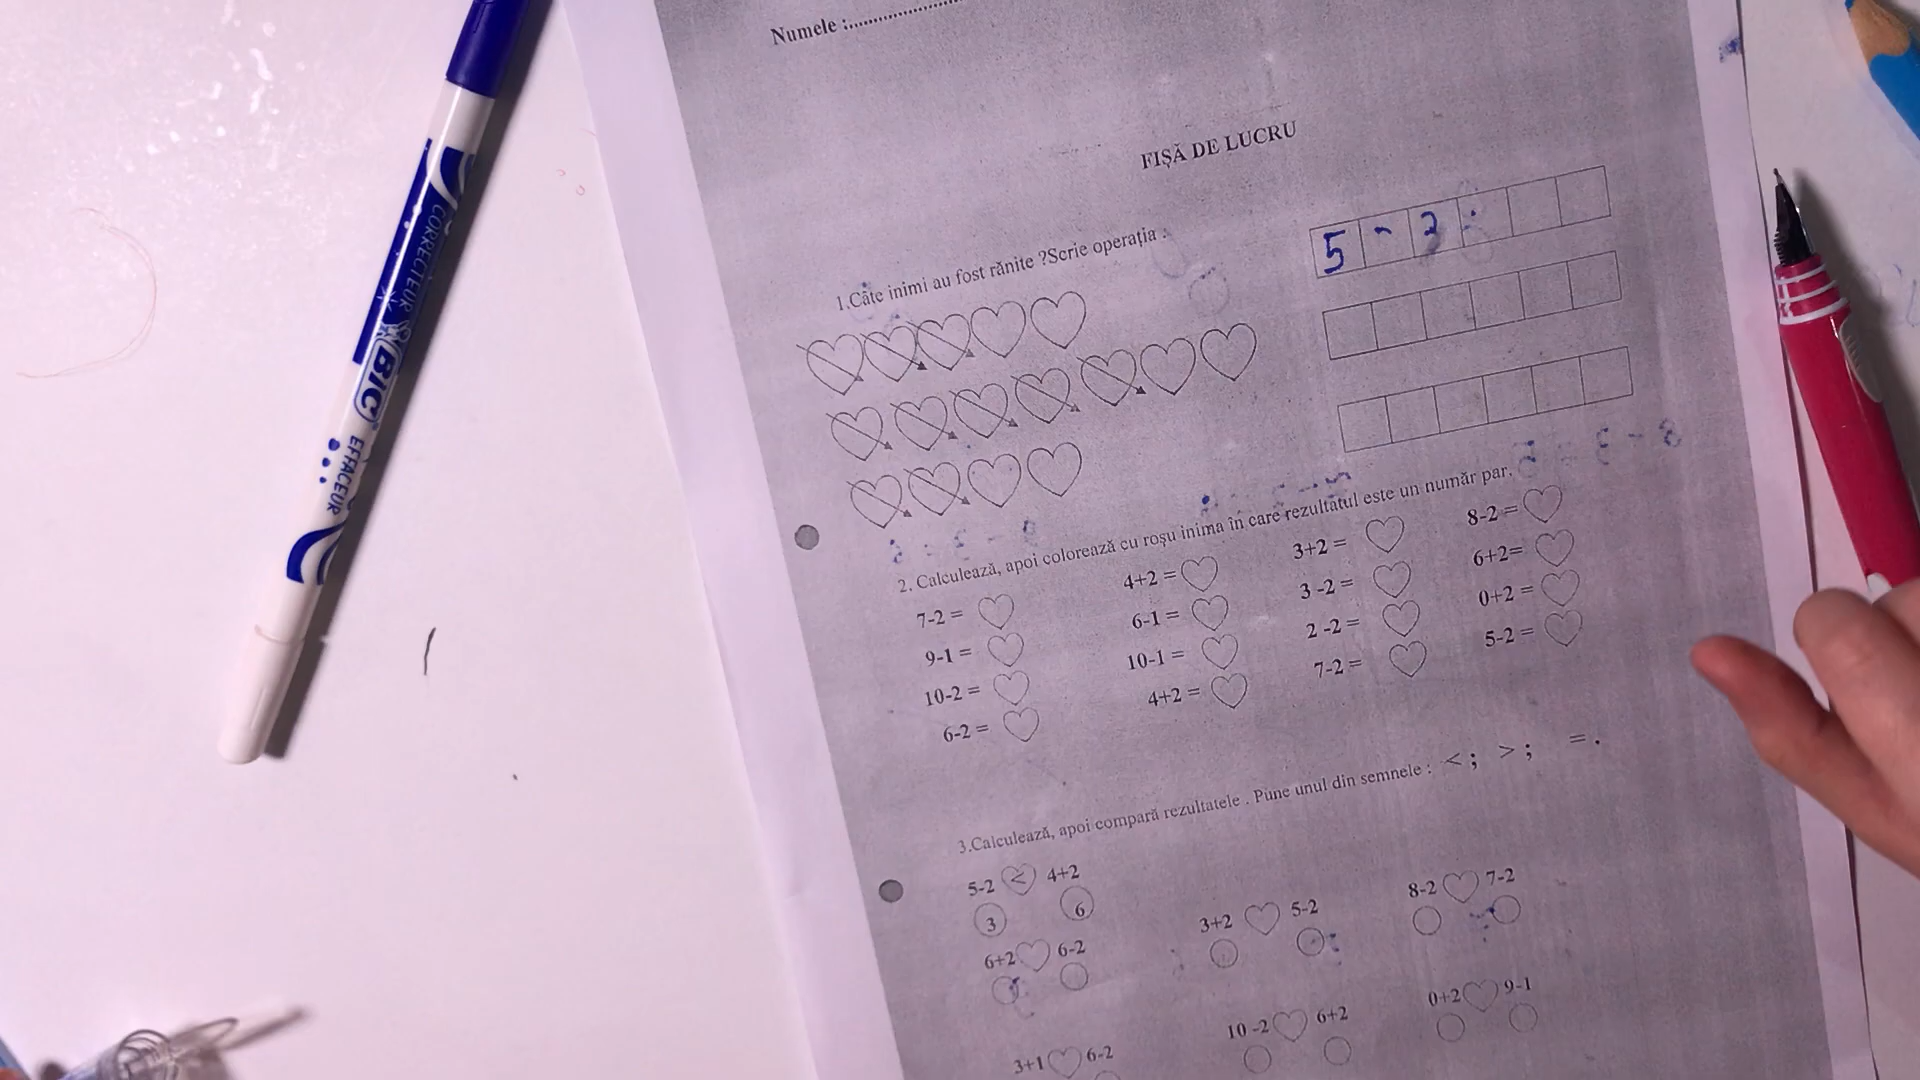 Numele :........................
FIȘĂ DE LUCRU
1.Câte inimi au fost rănite ?Scrie operația :
5 - 2
2. Calculează, apoi colorează cu roșu inima în care rezultatul este un număr par.
7-2 = 4+2 = 3+2 = 8-2 =
9-1 = 6-1 = 3 -2 = 6+2=
10-2 = 10-1 = 2 -2 = 0+2 =
6-2 = 4+2 = 7-2 = 5-2 =
3.Calculează, apoi compară rezultatele . Pune unul din semnele : < ; > ; = .
5-2 < 4+2
3 6
3+2 5-2
8-2 7-2
6+2 6-2
10 -2 6+2
0+2 9-1
3+1 6-2
CORRECTEUR
BIC
EFFACEUR